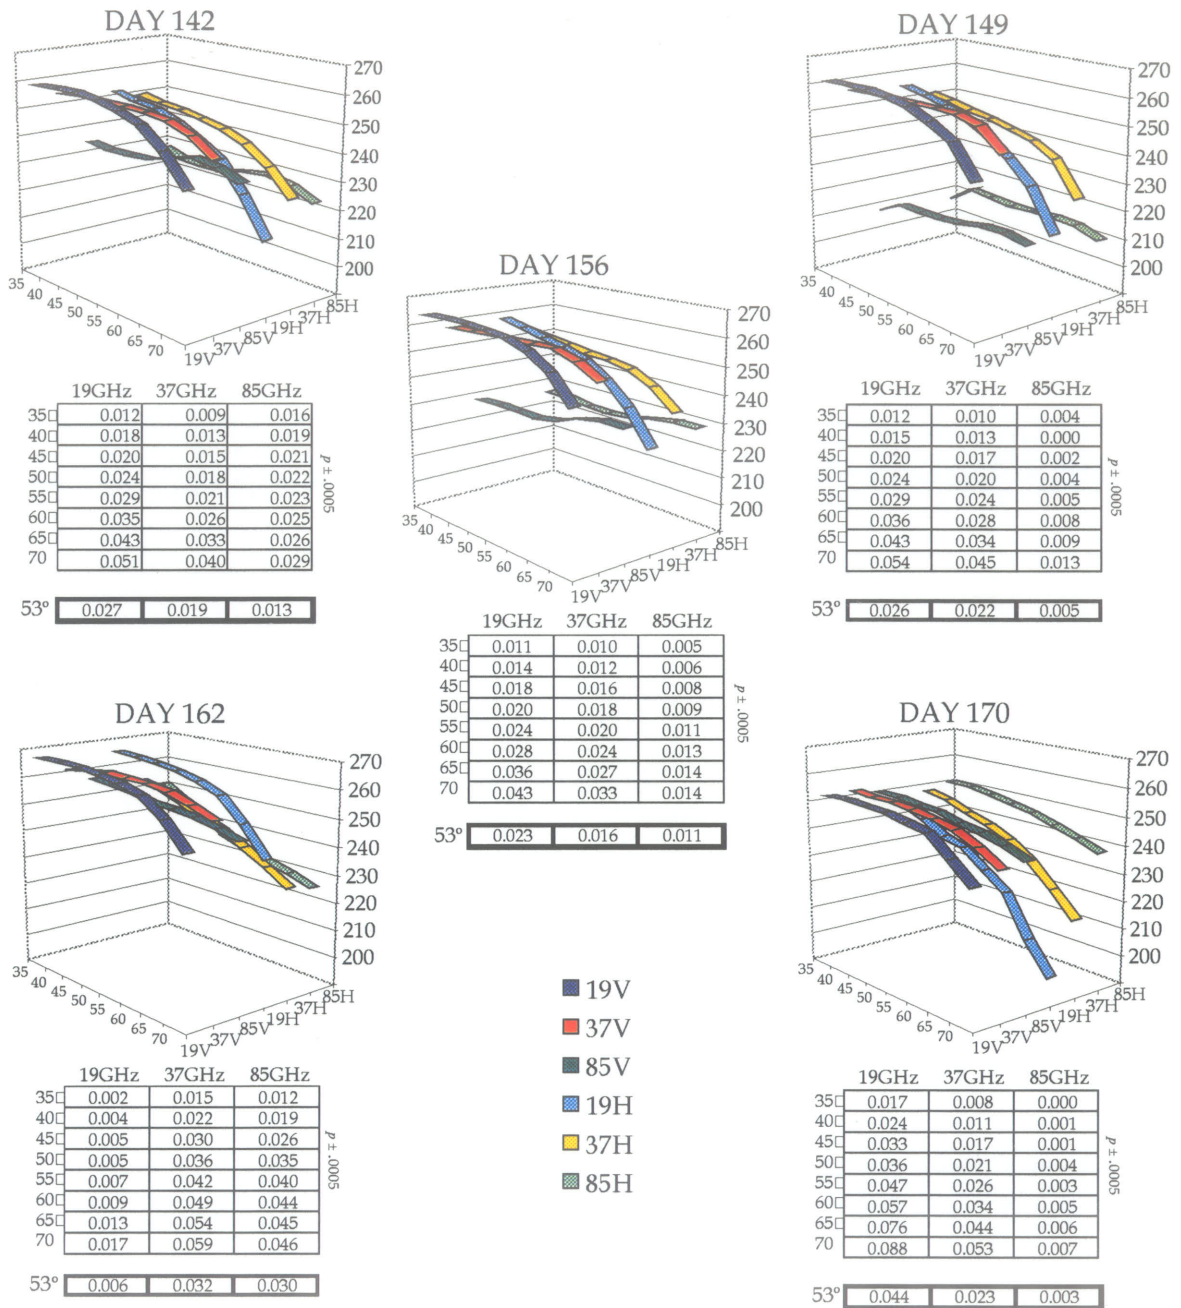 DAY 142
270
260
250
240
230
220
210
200
35
40
45
50
55
60
65
70
19V 37V 85V 19H 37H 85H
19GHz 37GHz 85GHz
35□ 0.012 0.009 0.016
40□ 0.018 0.013 0.019
45□ 0.020 0.015 0.021
50□ 0.024 0.018 0.022
55□ 0.029 0.021 0.023
60□ 0.035 0.026 0.025
65□ 0.043 0.033 0.026
70 0.051 0.040 0.029
p ± .0005
53° 0.027 0.019 0.013
DAY 149
270
260
250
240
230
220
210
200
35
40
45
50
55
60
65
70
19V 37V 85V 19H 37H 85H
19GHz 37GHz 85GHz
35□ 0.012 0.010 0.004
40□ 0.015 0.013 0.000
45□ 0.020 0.017 0.002
50□ 0.024 0.020 0.004
55□ 0.029 0.024 0.005
60□ 0.036 0.028 0.008
65□ 0.043 0.034 0.009
70 0.054 0.045 0.013
p ± .0005
53° 0.026 0.022 0.005
DAY 156
270
260
250
240
230
220
210
200
35
40
45
50
55
60
65
70
19V 37V 85V 19H 37H 85H
19GHz 37GHz 85GHz
35□ 0.011 0.010 0.005
40□ 0.014 0.012 0.006
45□ 0.018 0.016 0.008
50□ 0.020 0.018 0.009
55□ 0.024 0.020 0.011
60□ 0.028 0.024 0.013
65□ 0.036 0.027 0.014
70 0.043 0.033 0.014
p ± .0005
53° 0.023 0.016 0.011
DAY 162
270
260
250
240
230
220
210
200
35
40
45
50
55
60
65
70
19V 37V 85V 19H 37H 85H
19GHz 37GHz 85GHz
35□ 0.002 0.015 0.012
40□ 0.004 0.022 0.019
45□ 0.005 0.030 0.026
50□ 0.005 0.036 0.035
55□ 0.007 0.042 0.040
60□ 0.009 0.049 0.044
65□ 0.013 0.054 0.045
70 0.017 0.059 0.046
p ± .0005
53° 0.006 0.032 0.030
19V
37V
85V
19H
37H
85H
DAY 170
270
260
250
240
230
220
210
200
35
40
45
50
55
60
65
70
19V 37V 85V 19H 37H 85H
19GHz 37GHz 85GHz
35□ 0.017 0.008 0.000
40□ 0.024 0.011 0.001
45□ 0.033 0.017 0.001
50□ 0.036 0.021 0.004
55□ 0.047 0.026 0.003
60□ 0.057 0.034 0.005
65□ 0.076 0.044 0.006
70 0.088 0.053 0.007
p ± .0005
53° 0.044 0.023 0.003